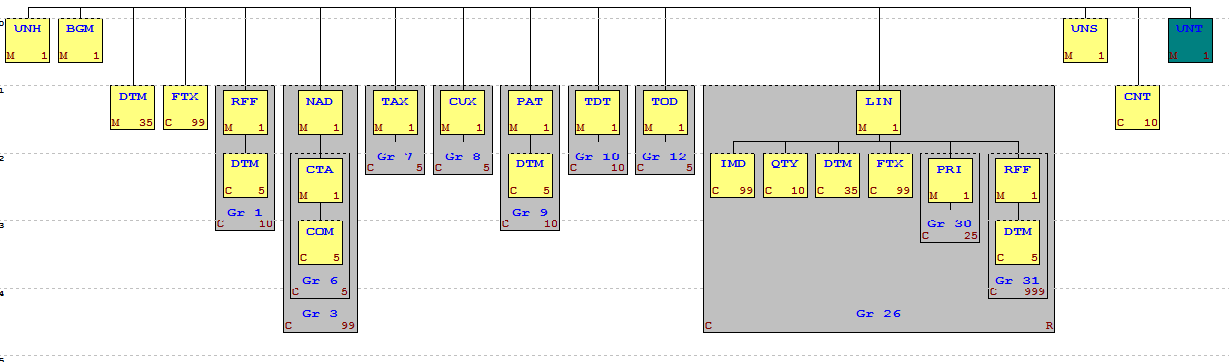 0
UNH BGM UNS UNT
M 1 M 1 M 1 M 1
1
DTM FTX RFF NAD TAX CUX PAT TDT TOD LIN CNT
M 35 C 99 M 1 M 1 M 1 M 1 M 1 M 1 M 1 M 1 C 10
2
DTM CTA Gr 7 Gr 8 DTM Gr 10 Gr 12 IMD QTY DTM FTX PRI RFF
C 5 C 5 C 10 C 5
C 5 M 1 C 5 C 99 C 10 C 35 C 99 M 1 M 1
Gr 1 Gr 9
3
C 10 C 10 Gr 30
COM DTM
C 25
C 5 C 5
Gr 6 Gr 31
4
C 5 C 999
Gr 3 Gr 26
C 99 C R
5